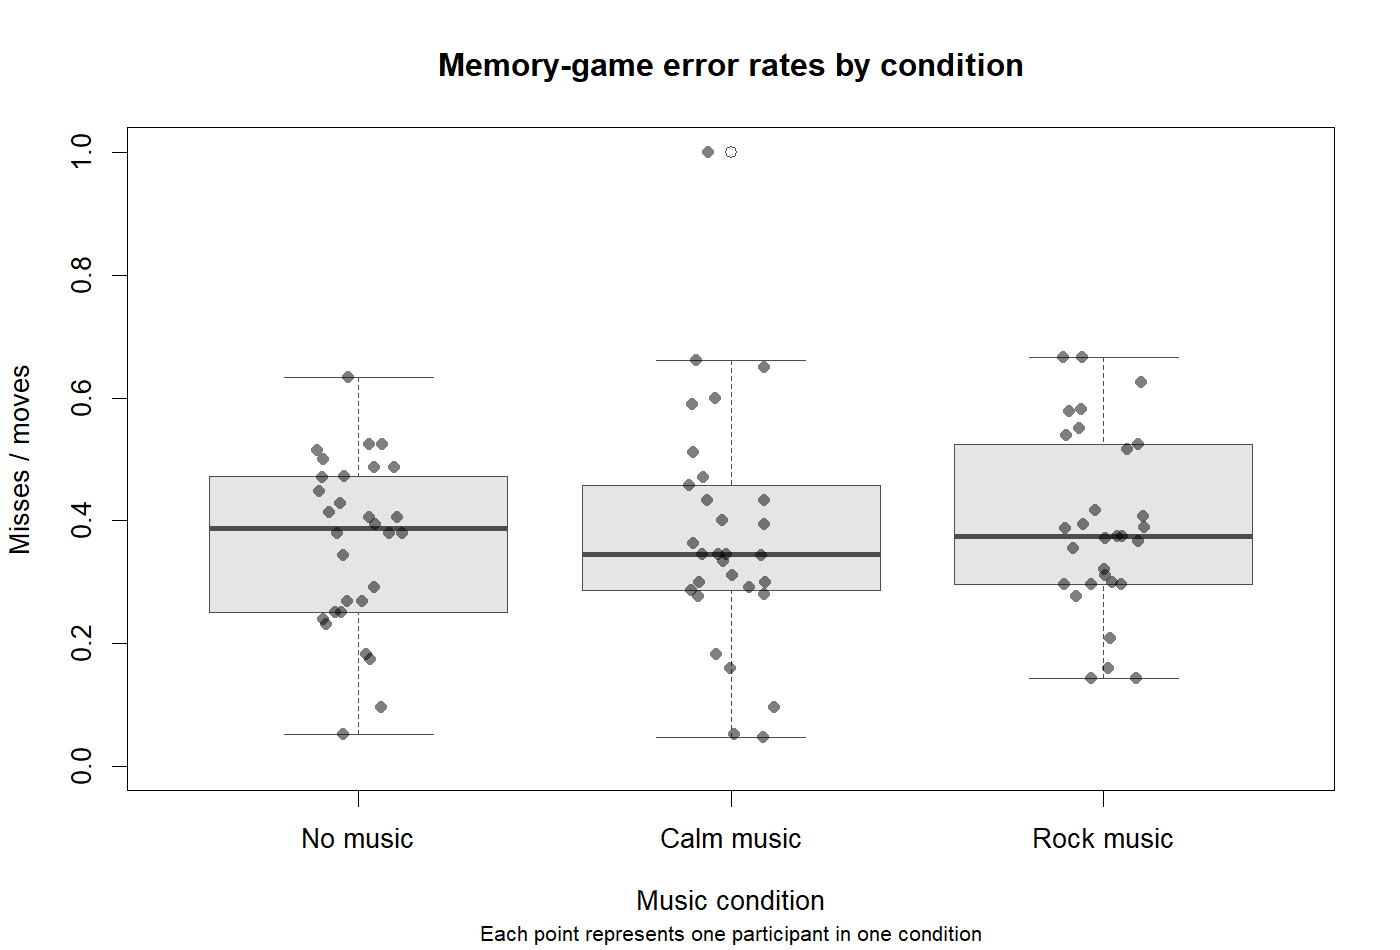 Memory-game error rates by condition
Misses / moves
1.0
0.8
0.6
0.4
0.2
0.0
No music
Calm music
Rock music
Music condition
Each point represents one participant in one condition